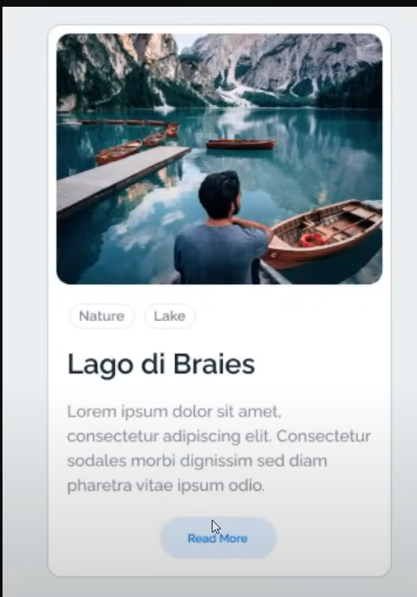 Nature
Lake
Lago di Braies
Lorem ipsum dolor sit amet,
consectetur adipiscing elit. Consectetur
sodales morbi dignissim sed diam
pharetra vitae ipsum odio.
Read More